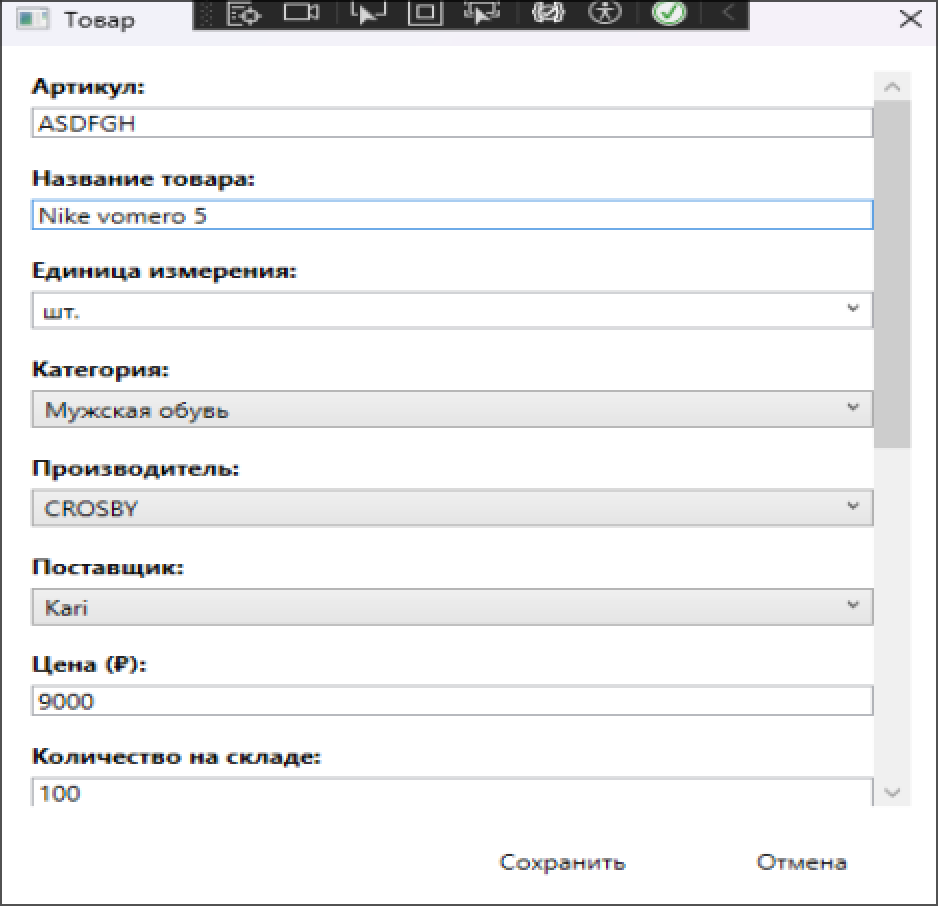 Товар
Артикул:
ASDFGH
Название товара:
Nike vomero 5
Единица измерения:
шт.
Категория:
Мужская обувь
Производитель:
CROSBY
Поставщик:
Kari
Цена (₽):
9000
Количество на складе:
100
Сохранить Отмена